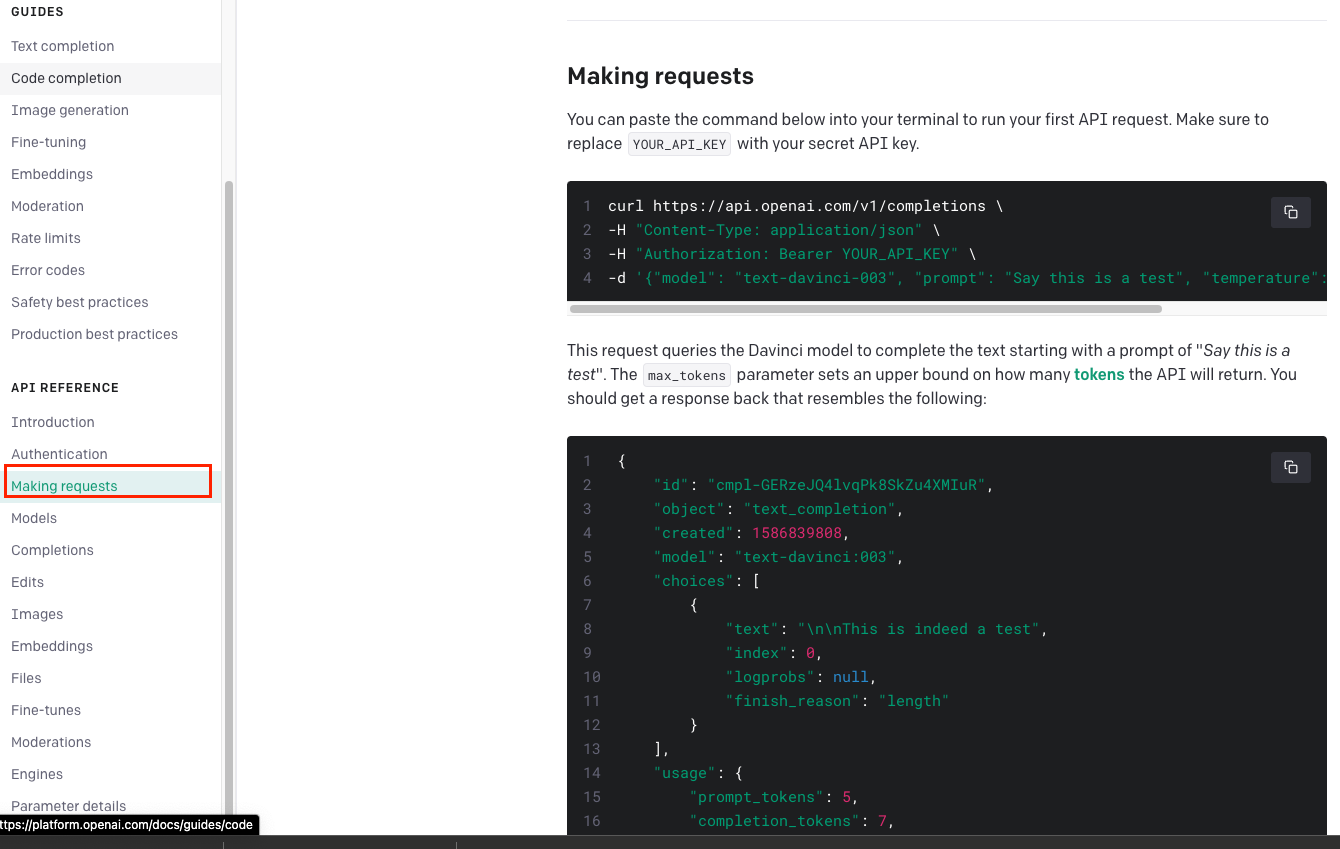 GUIDES
Text completion
Code completion
Image generation
Fine-tuning
Embeddings
Moderation
Rate limits
Error codes
Safety best practices
Production best practices
API REFERENCE
Introduction
Authentication
Making requests
Models
Completions
Edits
Images
Embeddings
Files
Fine-tunes
Moderations
Engines
Parameter details
ttps://platform.openai.com/docs/guides/code
Making requests
You can paste the command below into your terminal to run your first API request. Make sure to
replace YOUR_API_KEY with your secret API key.
1 curl https://api.openai.com/v1/completions \
2 -H "Content-Type: application/json" \
3 -H "Authorization: Bearer YOUR_API_KEY" \
4 -d '{"model": "text-davinci-003", "prompt": "Say this is a test", "temperature":
This request queries the Davinci model to complete the text starting with a prompt of "Say this is a
test". The max_tokens parameter sets an upper bound on how many tokens the API will return. You
should get a response back that resembles the following:
1 {
2 "id": "cmpl-GERzeJQ4lvqPk8SkZu4XMIuR",
3 "object": "text_completion",
4 "created": 1586839808,
5 "model": "text-davinci:003",
6 "choices": [
7 {
8 "text": "\n\nThis is indeed a test",
9 "index": 0,
10 "logprobs": null,
11 "finish_reason": "length"
12 }
13 ],
14 "usage": {
15 "prompt_tokens": 5,
16 "completion_tokens": 7,